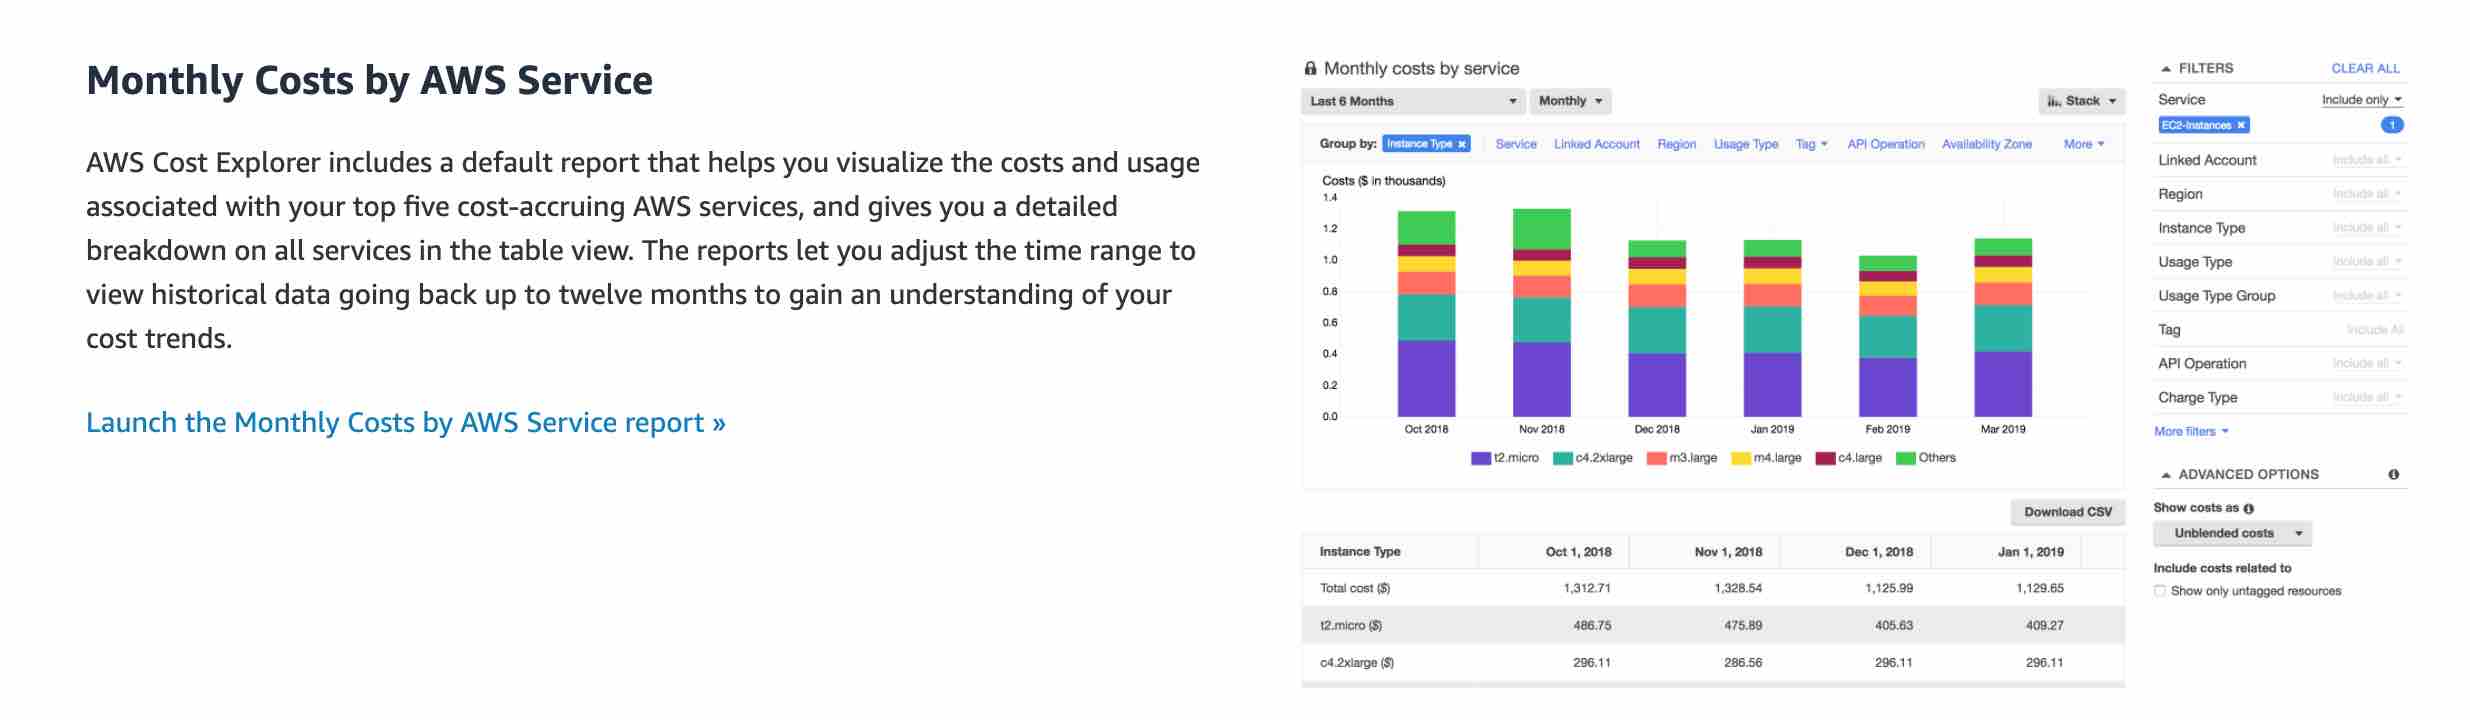 Monthly Costs by AWS Service
AWS Cost Explorer includes a default report that helps you visualize the costs and usage
associated with your top five cost-accruing AWS services, and gives you a detailed
breakdown on all services in the table view. The reports let you adjust the time range to
view historical data going back up to twelve months to gain an understanding of your
cost trends.
Launch the Monthly Costs by AWS Service report »
Monthly costs by service
Last 6 Months Monthly Stack
Group by: Instance Type × Service Linked Account Region Usage Type Tag API Operation Availability Zone More
Costs ($ in thousands)
1.4
1.2
1.0
0.8
0.6
0.4
0.2
0.0
Oct 2018 Nov 2018 Dec 2018 Jan 2019 Feb 2019 Mar 2019
t2.micro c4.2xlarge m3.large m4.large c4.large Others
Download CSV
Instance Type Oct 1, 2018 Nov 1, 2018 Dec 1, 2018 Jan 1, 2019
Total cost ($) 1,312.71 1,328.54 1,125.99 1,129.65
t2.micro ($) 486.75 475.89 405.63 409.27
c4.2xlarge ($) 296.11 286.56 296.11 296.11
FILTERS CLEAR ALL
Service Include only
EC2-Instances × 1
Linked Account Include all
Region Include all
Instance Type Include all
Usage Type Include all
Usage Type Group Include all
Tag Include All
API Operation Include all
Charge Type Include all
More filters
ADVANCED OPTIONS
Show costs as
Unblended costs
Include costs related to
Show only untagged resources